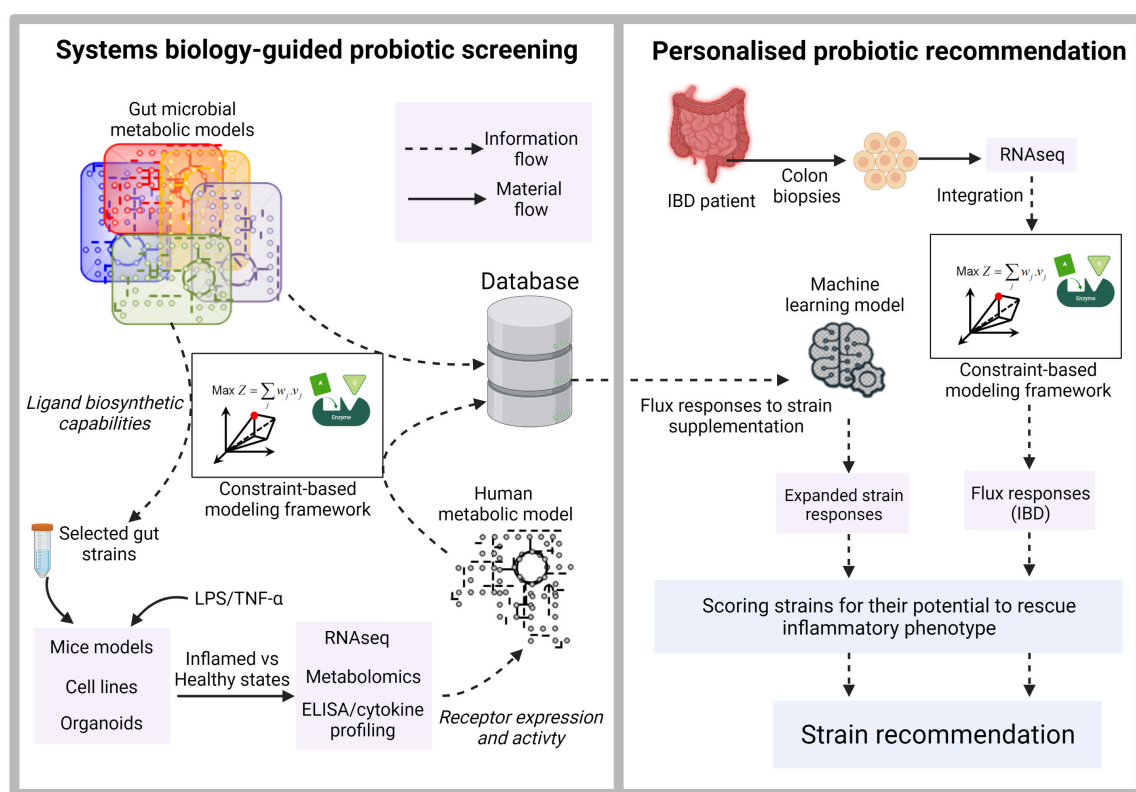 Systems biology-guided probiotic screening
Gut microbial
metabolic models
Information
flow
Material
flow
Database
Ligand biosynthetic
capabilities
Max Z = ∑ w_j.v_j
j
A
B
Enzyme
Constraint-based
modeling framework
Human
metabolic model
Selected gut
strains
LPS/TNF-α
Mice models
Cell lines
Organoids
Inflamed vs
Healthy states
RNAseq
Metabolomics
ELISA/cytokine
profiling
Receptor expression
and activty
Personalised probiotic recommendation
IBD patient
Colon
biopsies
RNAseq
Integration
Max Z = ∑ w_j.v_j
j
A
B
Enzyme
Constraint-based
modeling framework
Machine
learning model
Flux responses to strain
supplementation
Expanded strain
responses
Flux responses
(IBD)
Scoring strains for their potential to rescue
inflammatory phenotype
Strain recommendation